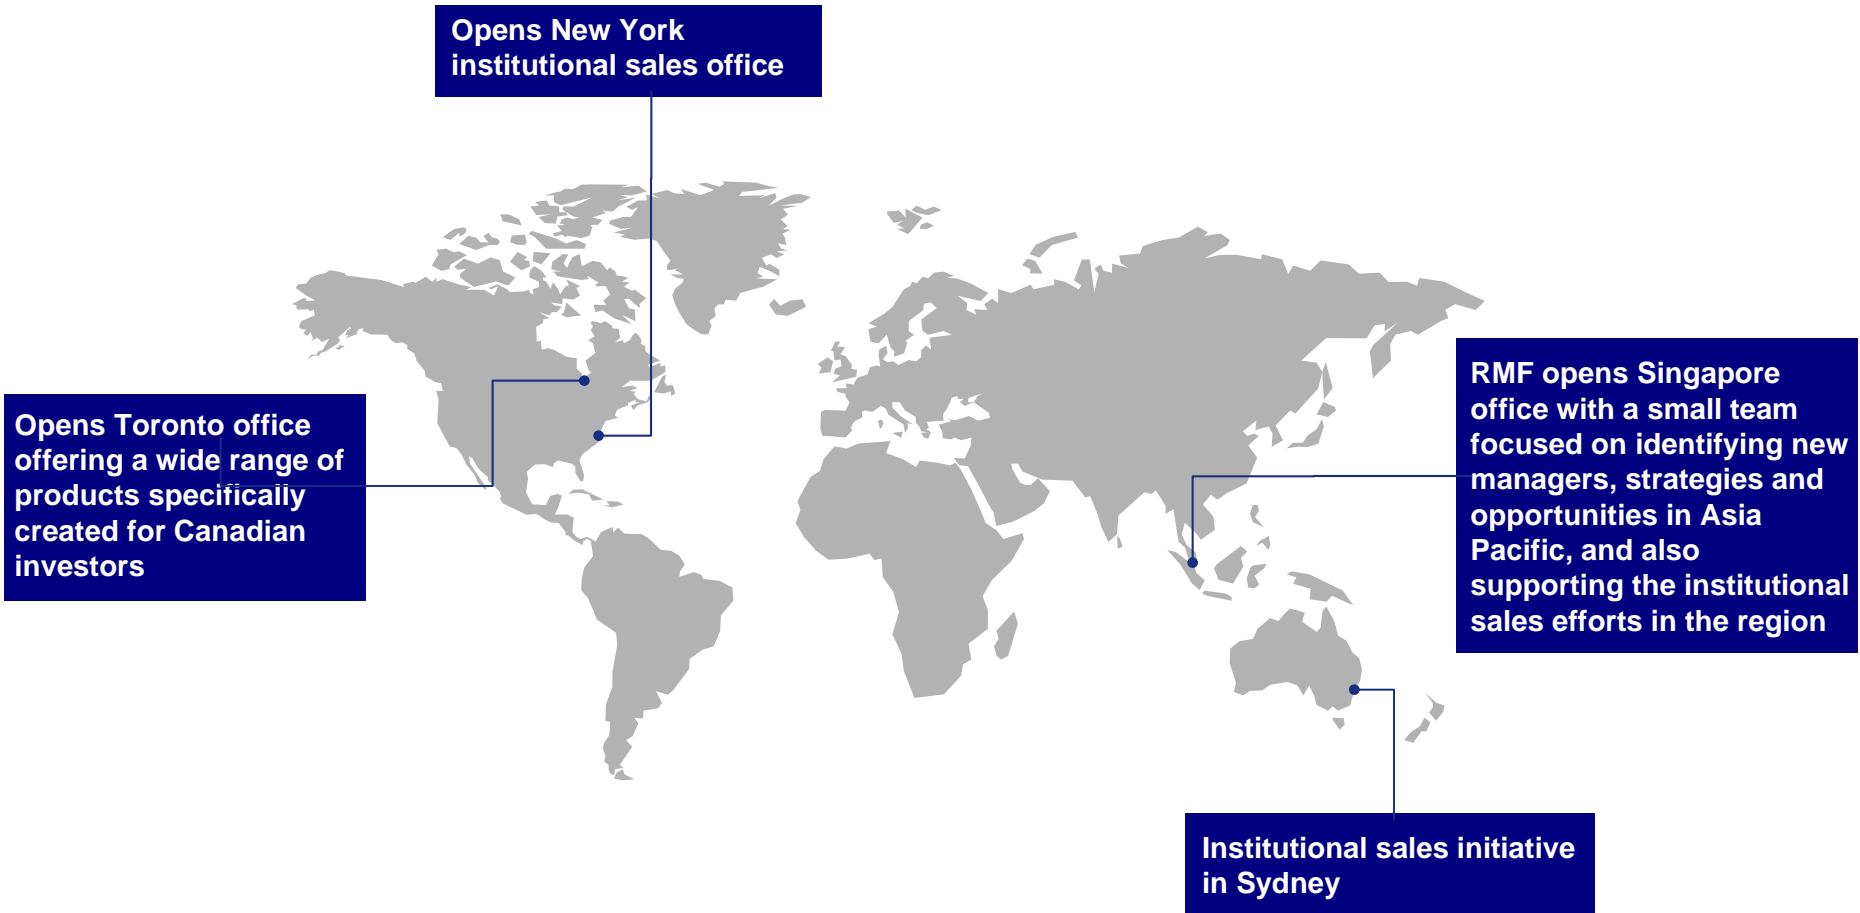 Opens New York
institutional sales office
Opens Toronto office
offering a wide range of
products specifically
created for Canadian
investors
RMF opens Singapore
office with a small team
focused on identifying new
managers, strategies and
opportunities in Asia
Pacific, and also
supporting the institutional
sales efforts in the region
Institutional sales initiative
in Sydney